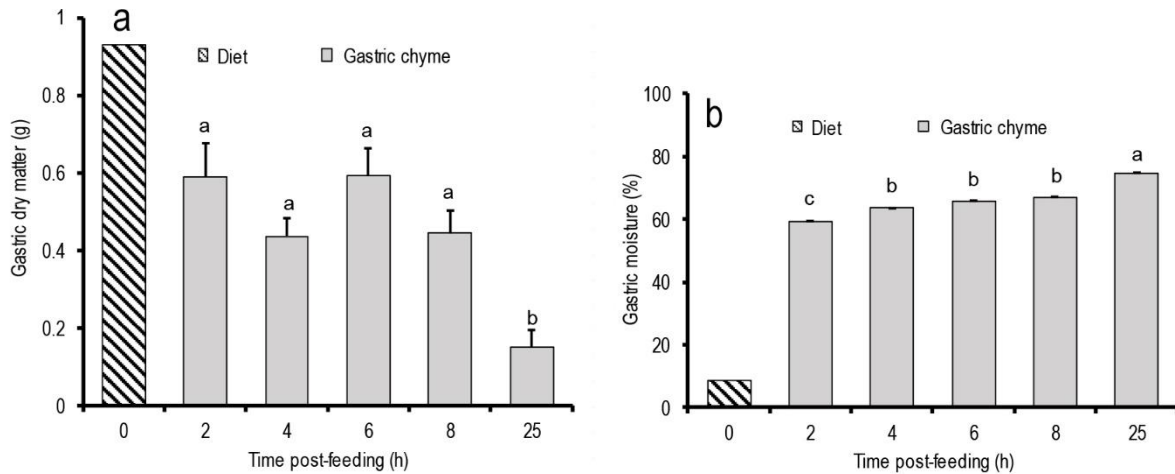 a
Diet Gastric chyme
Gastric dry matter (g)
1
0.8
0.6
0.4
0.2
0
a
a
a
a
b
0 2 4 6 8 25
Time post-feeding (h)
b
Diet Gastric chyme
Gastric moisture (%)
100
80
60
40
20
0
c
b
b
b
a
0 2 4 6 8 25
Time post-feeding (h)